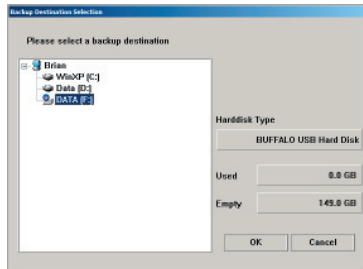 Backup Destination Selection
Please select a backup destination
Brian
WinXP (C:)
Data (D:)
DATA (F:)
Harddisk Type
BUFFALO USB Hard Disk
Used
0.0 GB
Empty
149.0 GB
OK
Cancel